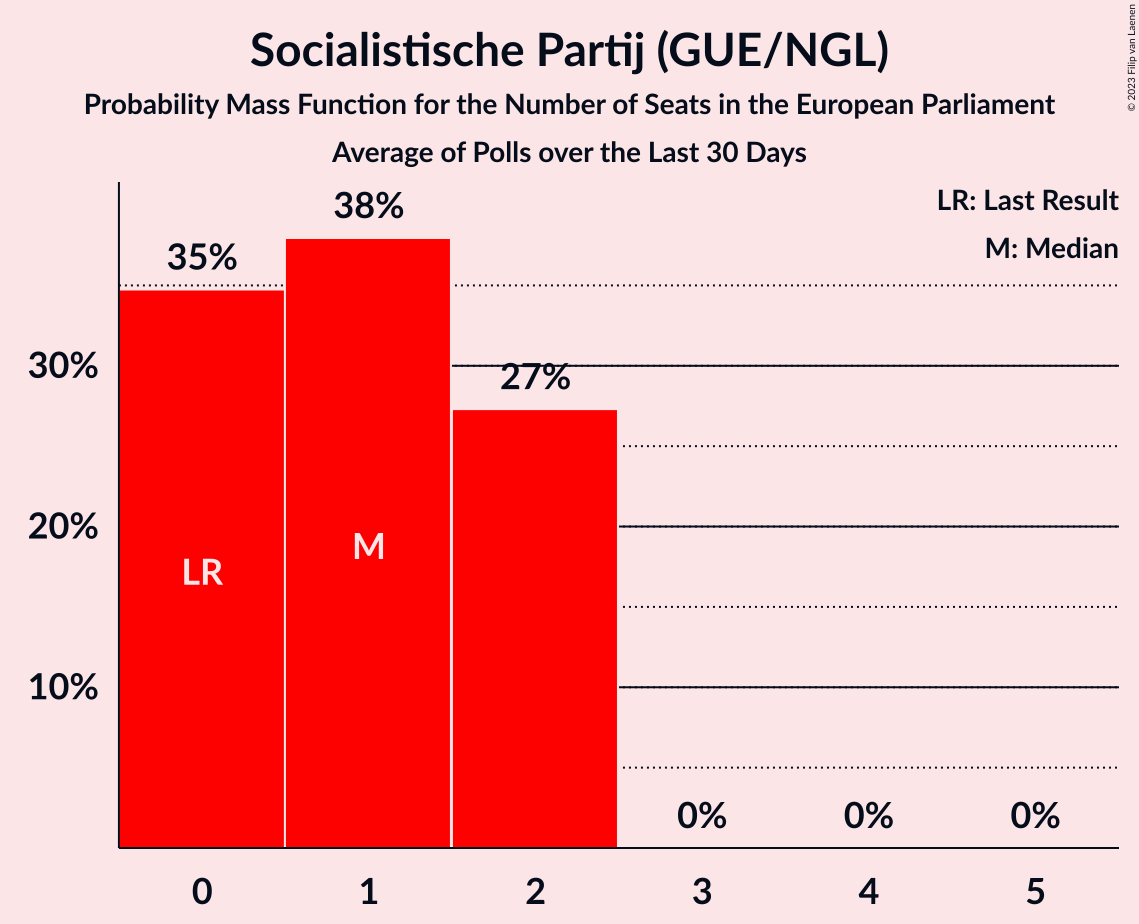 Socialistische Partij (GUE/NGL)
Probability Mass Function for the Number of Seats in the European Parliament
Average of Polls over the Last 30 Days
© 2023 Filip van Laenen
LR: Last Result
M: Median
35%
38%
27%
0%
0%
0%
30%
20%
10%
LR
M
0
1
2
3
4
5